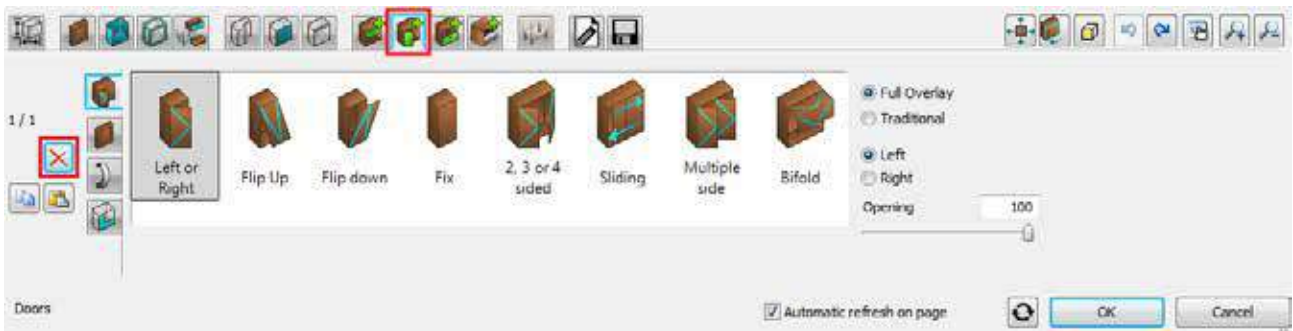 1 / 1
Left or
Right
Flip Up
Flip down
Fix
2, 3 or 4
sided
Sliding
Multiple
side
Bifold
Full Overlay
Traditional
Left
Right
Opening
100
Doors
Automatic refresh on page
OK
Cancel